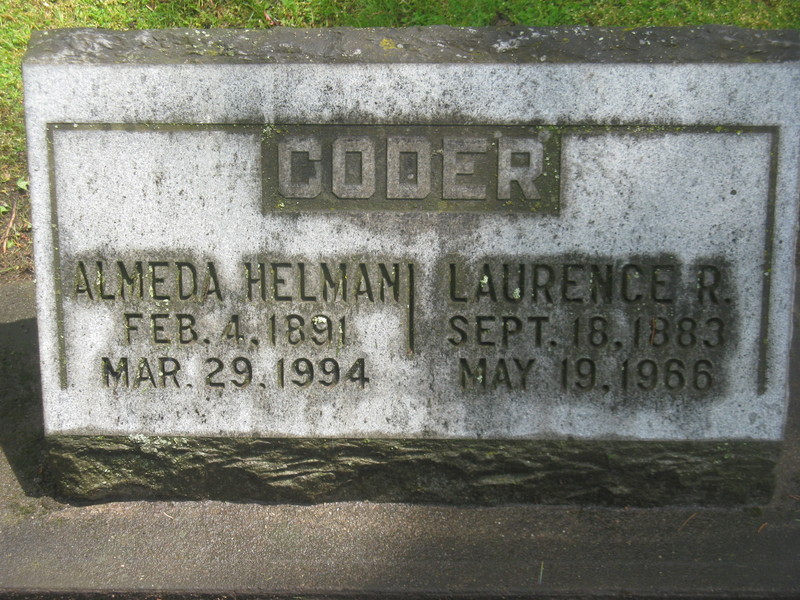 CODER
ALMEDA HELMAN
FEB. 4, 1891
MAR. 29, 1994
LAURENCE R.
SEPT. 18, 1883
MAY 19, 1966